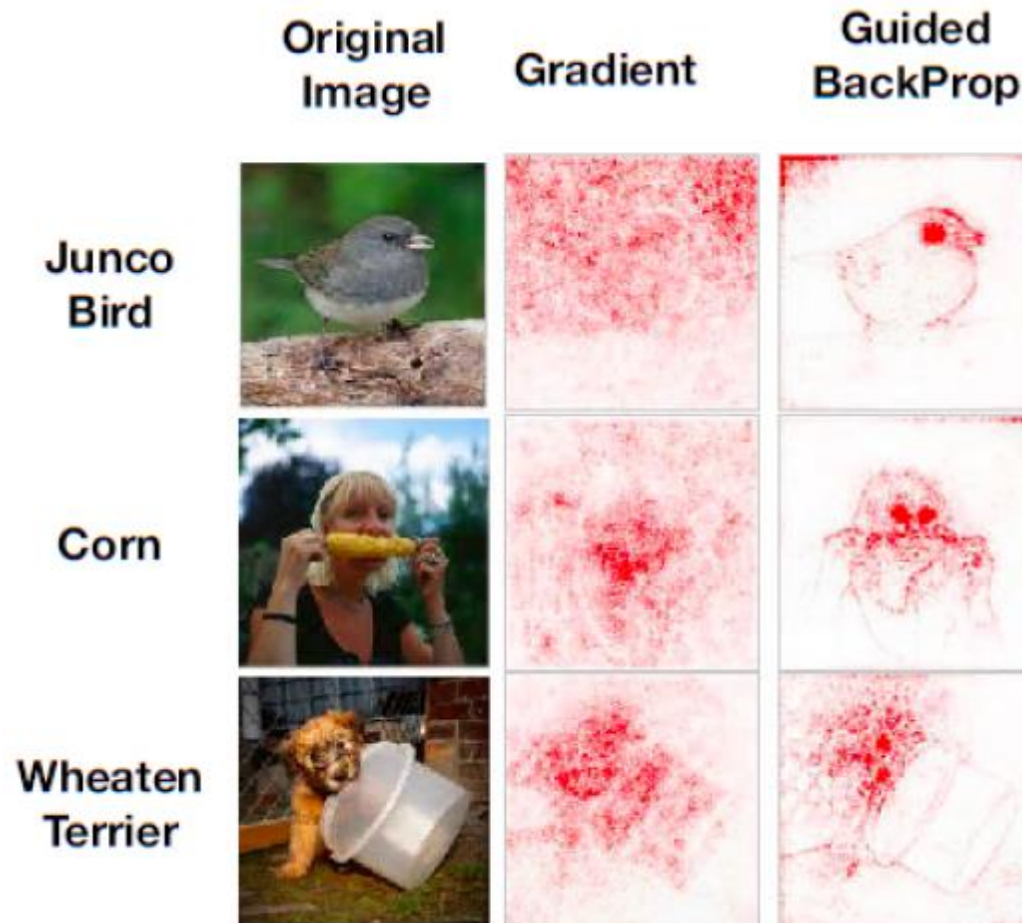 Original
Image
Gradient
Guided
BackProp
Junco
Bird
Corn
Wheaten
Terrier